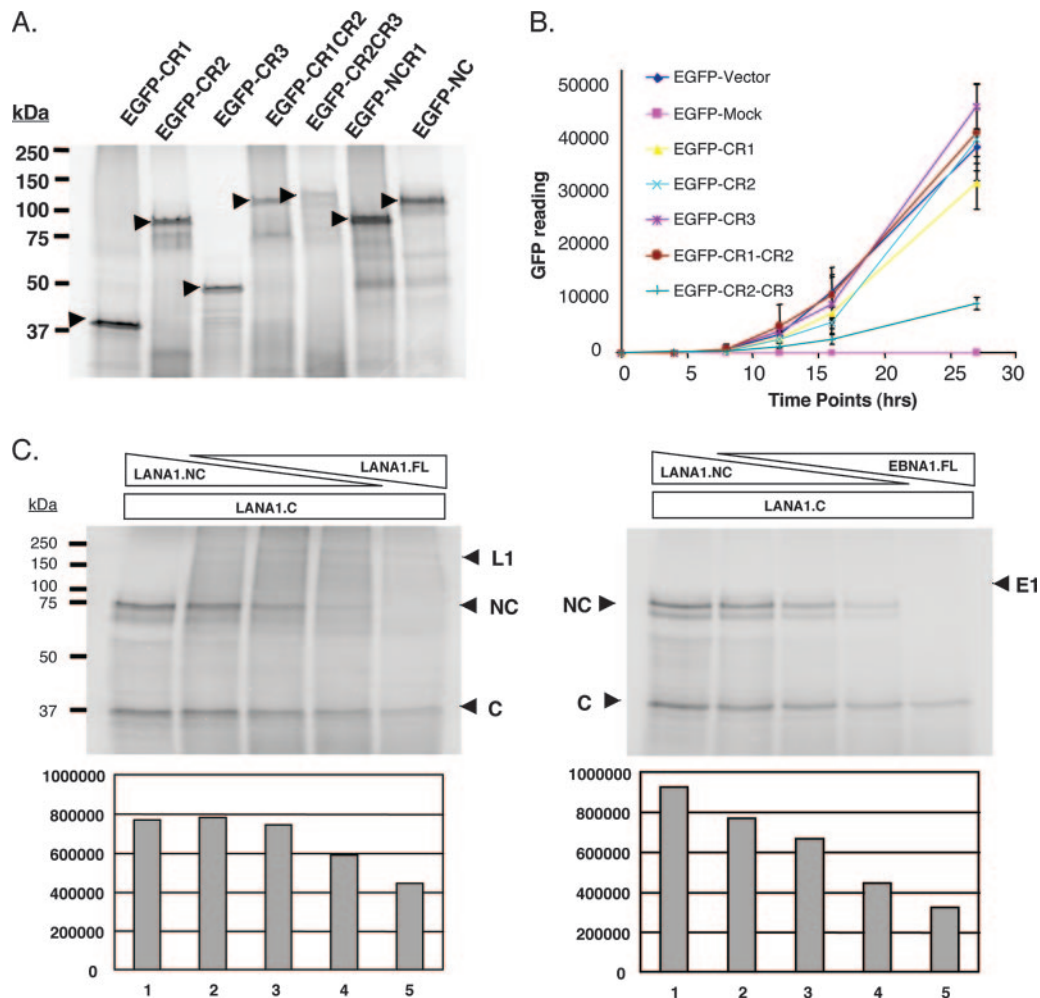 A.
EGFP-CR1
EGFP-CR2
EGFP-CR3
EGFP-CR1CR2
EGFP-CR2CR3
EGFP-NCR1
EGFP-NC
kDa
250
150
100
75
50
37
B.
50000
40000
30000
20000
10000
0
GFP reading
EGFP-Vector
EGFP-Mock
EGFP-CR1
EGFP-CR2
EGFP-CR3
EGFP-CR1-CR2
EGFP-CR2-CR3
0 5 10 15 20 25 30
Time Points (hrs)
C.
LANA1.NC LANA1.FL
LANA1.C
kDa
250
150
100
75
50
37
L1
NC
C
1000000
800000
600000
400000
200000
0
1 2 3 4 5
LANA1.NC EBNA1.FL
LANA1.C
E1
NC
C
1000000
800000
600000
400000
200000
0
1 2 3 4 5